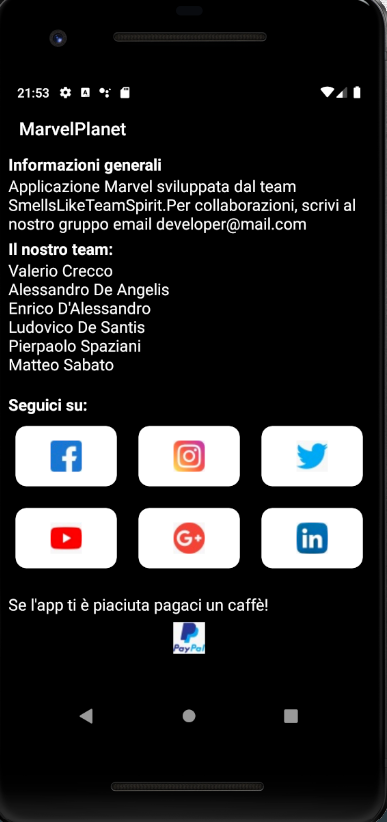 21:53
MarvelPlanet
Informazioni generali
Applicazione Marvel sviluppata dal team
SmellsLikeTeamSpirit.Per collaborazioni, scrivi al
nostro gruppo email developer@mail.com
Il nostro team:
Valerio Crecco
Alessandro De Angelis
Enrico D'Alessandro
Ludovico De Santis
Pierpaolo Spaziani
Matteo Sabato
Seguici su:
G+
in
Se l'app ti è piaciuta pagaci un caffè!
PayPal